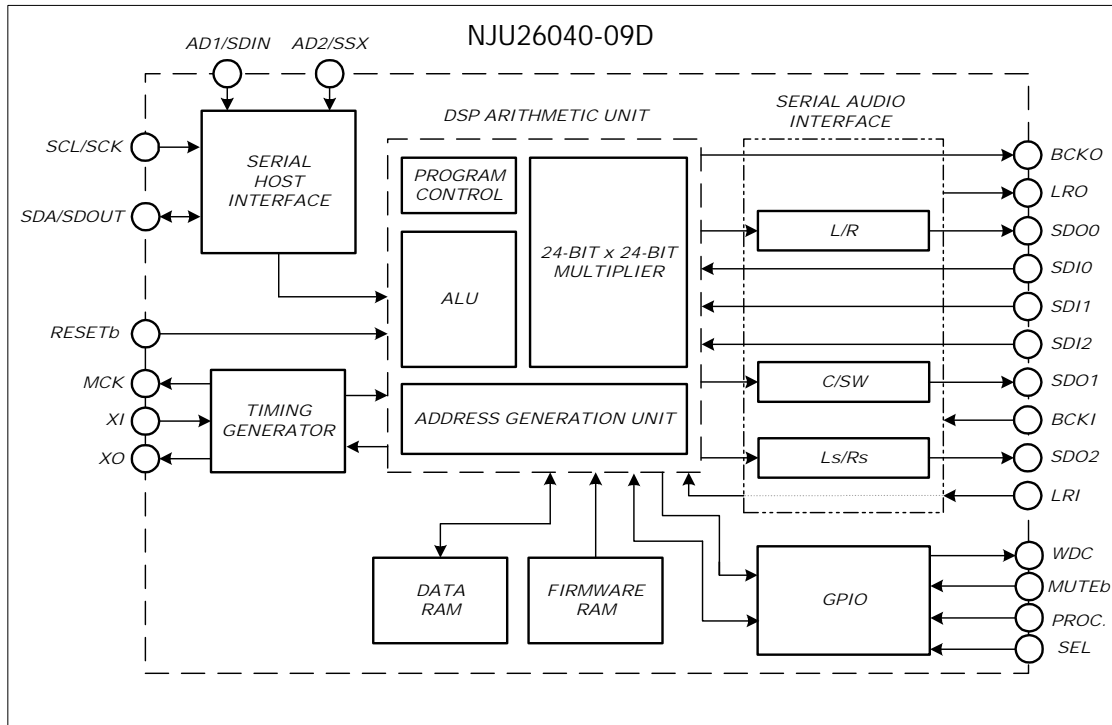 NJU26040-09D
AD1/SDIN
AD2/SSX
SCL/SCK
SDA/SDOUT
SERIAL
HOST
INTERFACE
RESETb
MCK
XI
XO
TIMING
GENERATOR
DSP ARITHMETIC UNIT
PROGRAM
CONTROL
ALU
24-BIT x 24-BIT
MULTIPLIER
ADDRESS GENERATION UNIT
SERIAL AUDIO
INTERFACE
L/R
C/SW
Ls/Rs
BCKO
LRO
SDO0
SDI0
SDI1
SDI2
SDO1
BCKI
SDO2
LRI
DATA
RAM
FIRMWARE
RAM
GPIO
WDC
MUTEb
PROC.
SEL